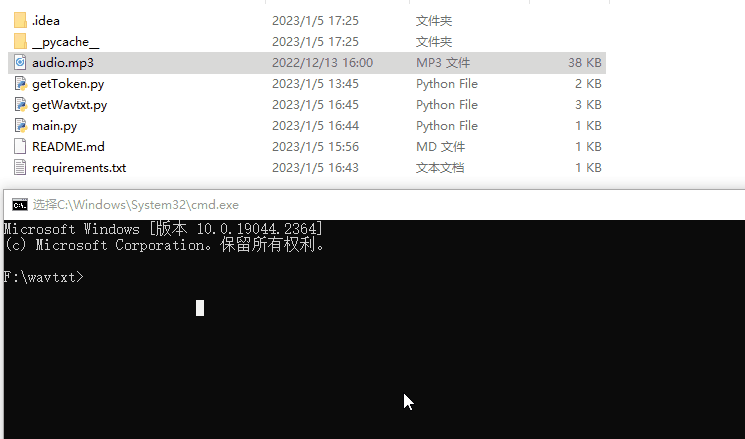 .idea 2023/1/5 17:25 文件夹
__pycache__ 2023/1/5 17:25 文件夹
audio.mp3 2022/12/13 16:00 MP3 文件 38 KB
getToken.py 2023/1/5 13:45 Python File 2 KB
getWavtxt.py 2023/1/5 16:45 Python File 3 KB
main.py 2023/1/5 16:44 Python File 1 KB
README.md 2023/1/5 15:56 MD 文件 1 KB
requirements.txt 2023/1/5 16:43 文本文档 1 KB
选择C:\Windows\System32\cmd.exe
Microsoft Windows [版本 10.0.19044.2364]
(c) Microsoft Corporation。保留所有权利。
F:\wavtxt>